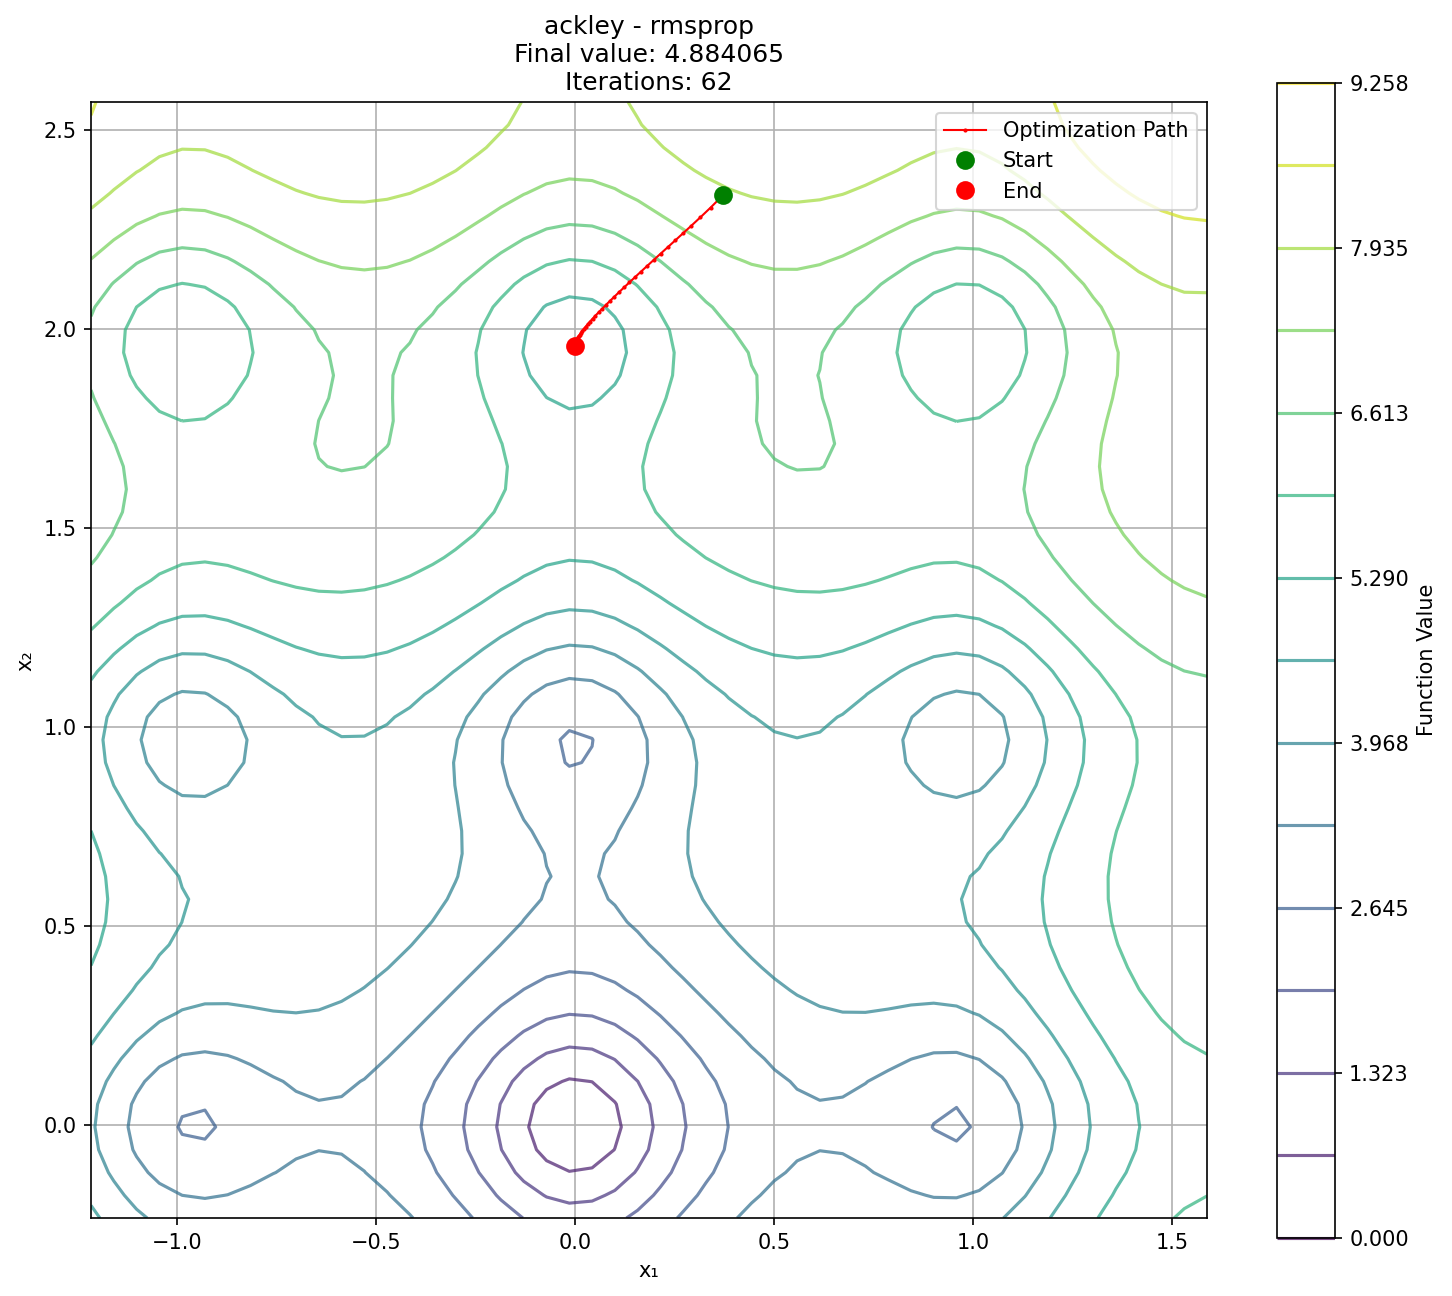 ackley - rmsprop
Final value: 4.884065
Iterations: 62
Optimization Path
Start
End
2.5
2.0
1.5
1.0
0.5
0.0
x₂
−1.0
−0.5
0.0
0.5
1.0
1.5
x₁
9.258
7.935
6.613
5.290
3.968
2.645
1.323
0.000
Function Value